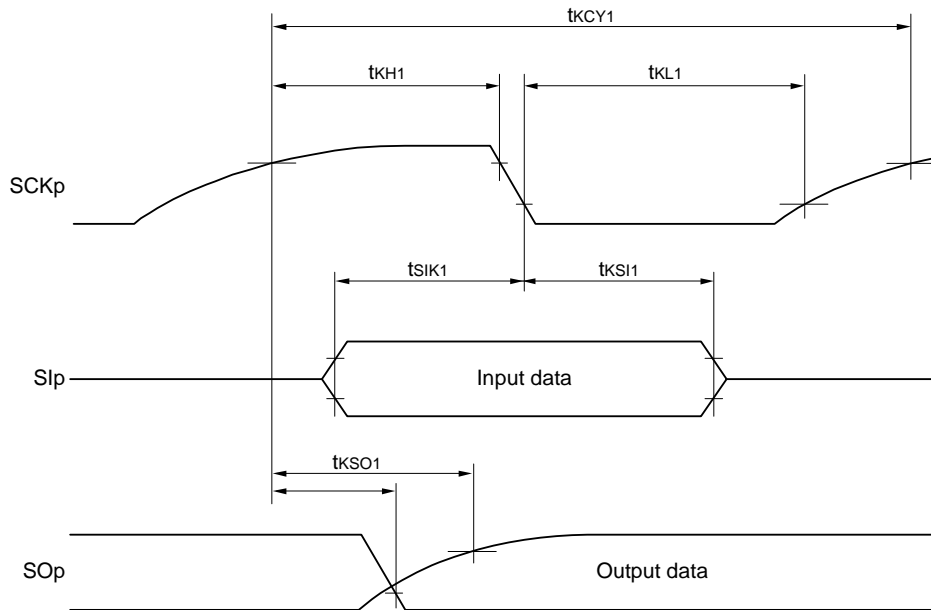 tKCY1
tKH1
tKL1
SCKp
tSIK1
tKSI1
SIp
Input data
tKSO1
SOp
Output data